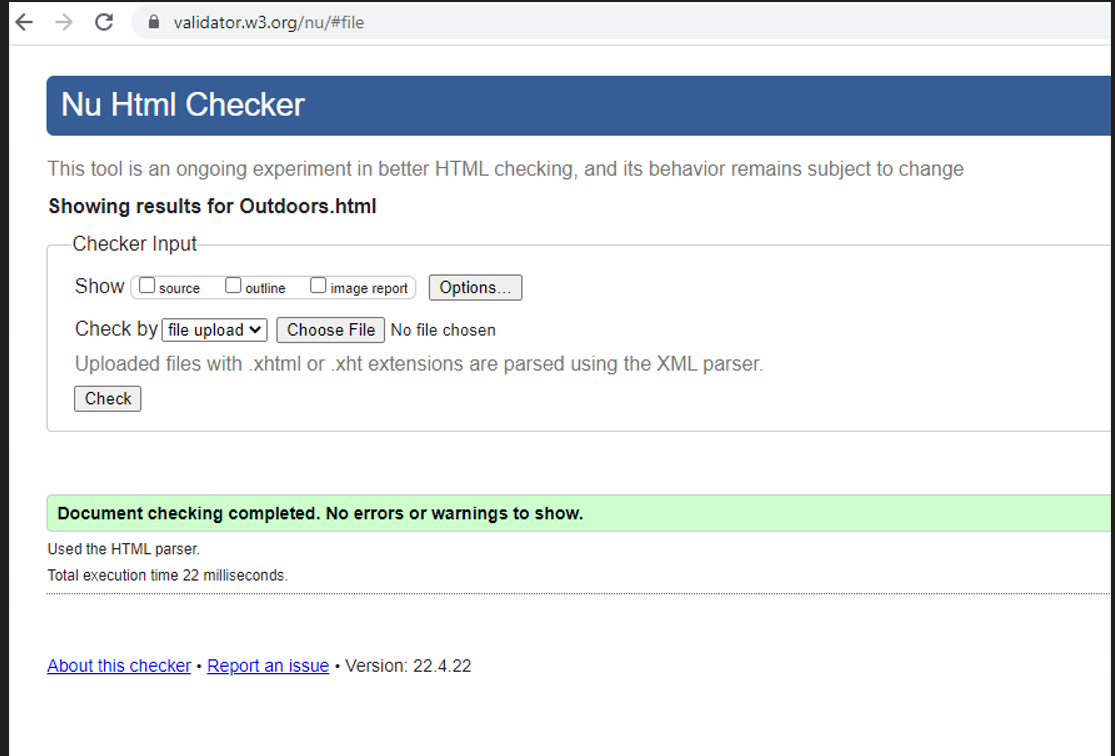 validator.w3.org/nu/#file
Nu Html Checker
This tool is an ongoing experiment in better HTML checking, and its behavior remains subject to change
Showing results for Outdoors.html
Checker Input
Show source outline image report Options...
Check by file upload Choose File No file chosen
Uploaded files with .xhtml or .xht extensions are parsed using the XML parser.
Check
Document checking completed. No errors or warnings to show.
Used the HTML parser.
Total execution time 22 milliseconds.
About this checker • Report an issue • Version: 22.4.22